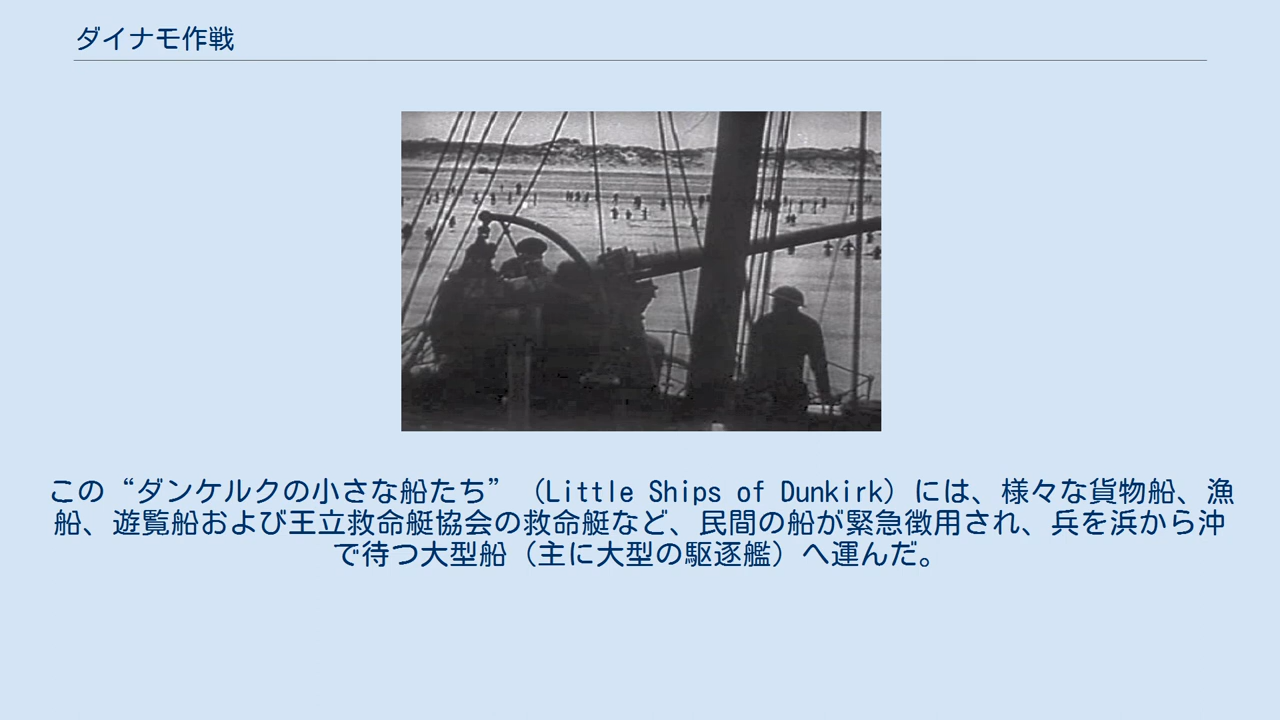 ダイナモ作戦
この“ダンケルクの小さな船たち”（Little Ships of Dunkirk）には、様々な貨物船、漁
船、遊覧船および王立救命艇協会の救命艇など、民間の船が緊急徴用され、兵を浜から沖
で待つ大型船（主に大型の駆逐艦）へ運んだ。